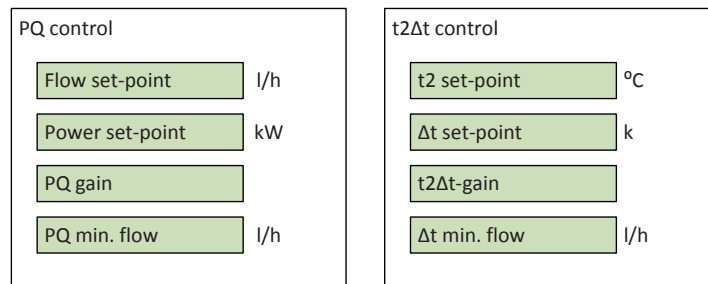 PQ control
Flow set-point l/h
Power set-point kW
PQ gain
PQ min. flow l/h
t2Δt control
t2 set-point ⁰C
Δt set-point k
t2Δt-gain
Δt min. flow l/h